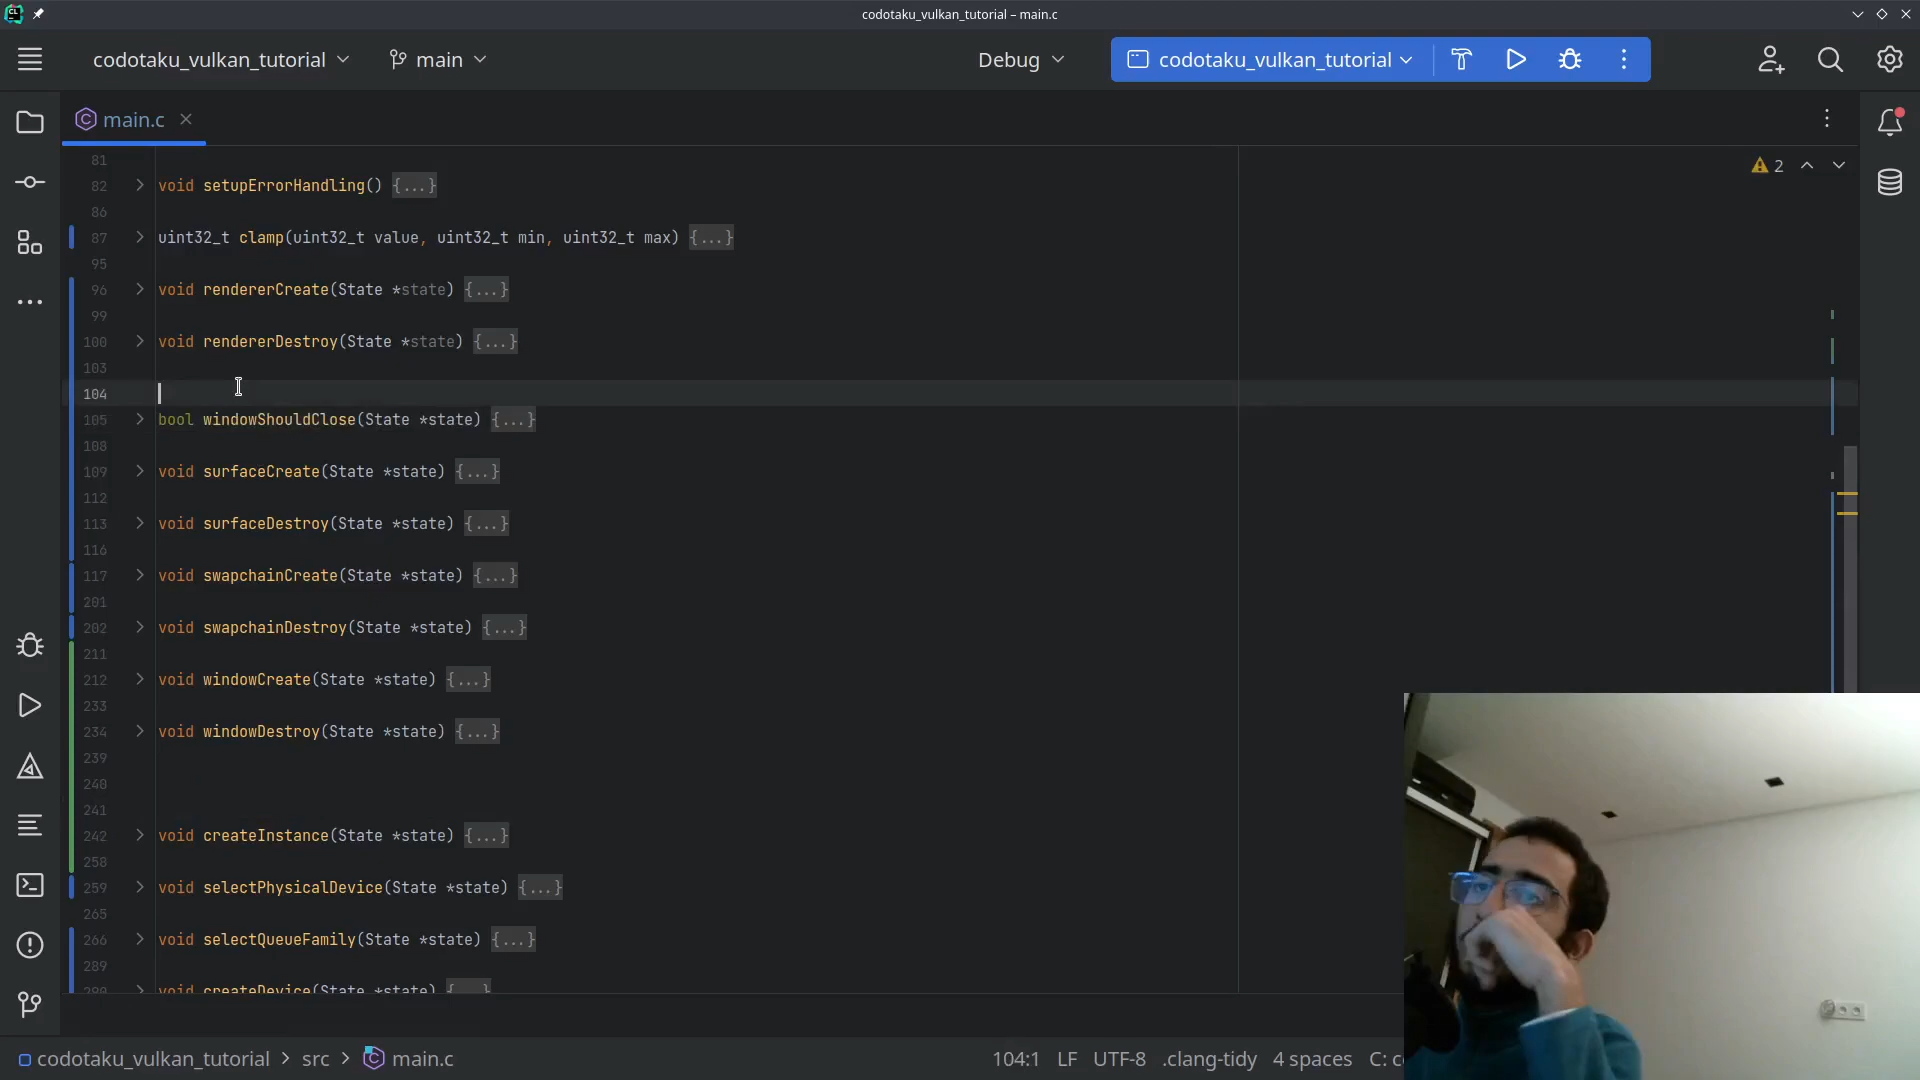 codotaku_vulkan_tutorial – main.c
codotaku_vulkan_tutorial main Debug codotaku_vulkan_tutorial
main.c
81
82 void setupErrorHandling() {...} 2
86
87 uint32_t clamp(uint32_t value, uint32_t min, uint32_t max) {...}
95
96 void rendererCreate(State *state) {...}
99
100 void rendererDestroy(State *state) {...}
103
104
105 bool windowShouldClose(State *state) {...}
108
109 void surfaceCreate(State *state) {...}
112
113 void surfaceDestroy(State *state) {...}
116
117 void swapchainCreate(State *state) {...}
201
202 void swapchainDestroy(State *state) {...}
211
212 void windowCreate(State *state) {...}
233
234 void windowDestroy(State *state) {...}
239
240
241
242 void createInstance(State *state) {...}
258
259 void selectPhysicalDevice(State *state) {...}
265
266 void selectQueueFamily(State *state) {...}
289
290 void createDevice(State *state) {...}
codotaku_vulkan_tutorial > src > main.c 104:1 LF UTF-8 .clang-tidy 4 spaces C: